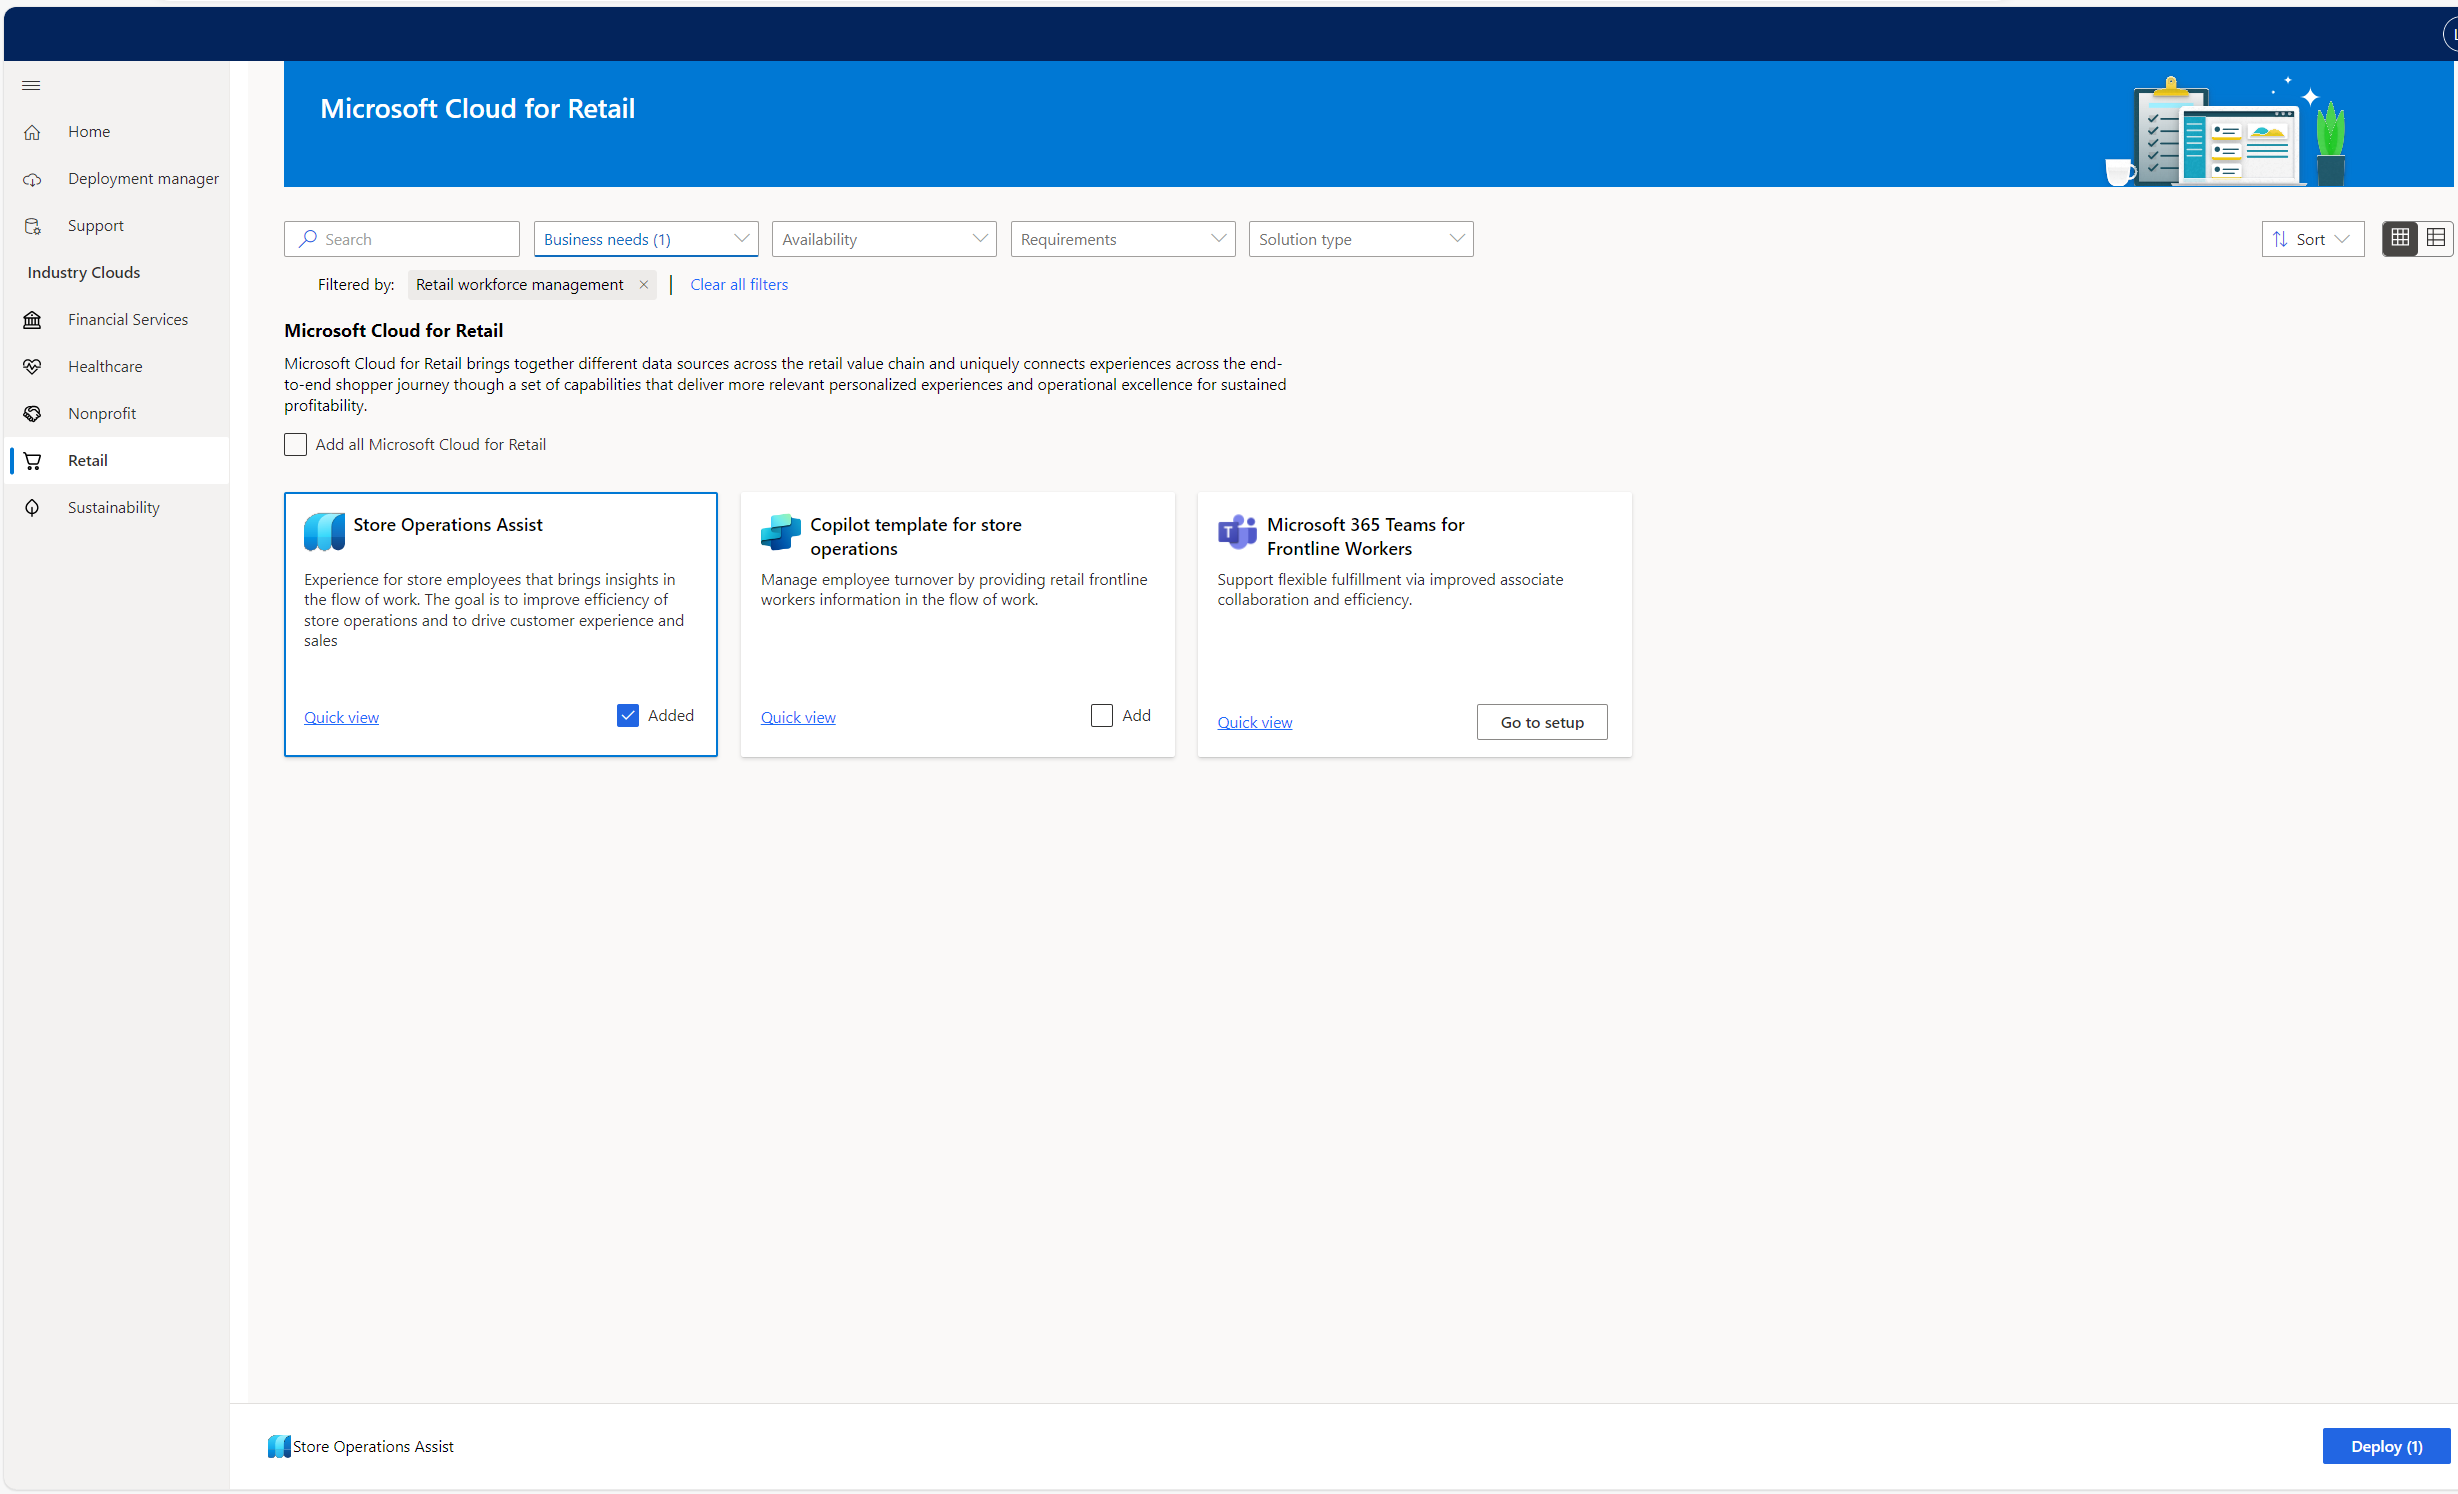 Microsoft Cloud for Retail
Home
Deployment manager
Support
Industry Clouds
Financial Services
Healthcare
Nonprofit
Retail
Sustainability
Search
Business needs (1)
Availability
Requirements
Solution type
Sort
Filtered by:
Retail workforce management
Clear all filters
Microsoft Cloud for Retail
Microsoft Cloud for Retail brings together different data sources across the retail value chain and uniquely connects experiences across the end-
to-end shopper journey though a set of capabilities that deliver more relevant personalized experiences and operational excellence for sustained
profitability.
Add all Microsoft Cloud for Retail
Store Operations Assist
Experience for store employees that brings insights in
the flow of work. The goal is to improve efficiency of
store operations and to drive customer experience and
sales
Quick view
Added
Copilot template for store
operations
Manage employee turnover by providing retail frontline
workers information in the flow of work.
Quick view
Add
T
Microsoft 365 Teams for
Frontline Workers
Support flexible fulfillment via improved associate
collaboration and efficiency.
Quick view
Go to setup
Store Operations Assist
Deploy (1)